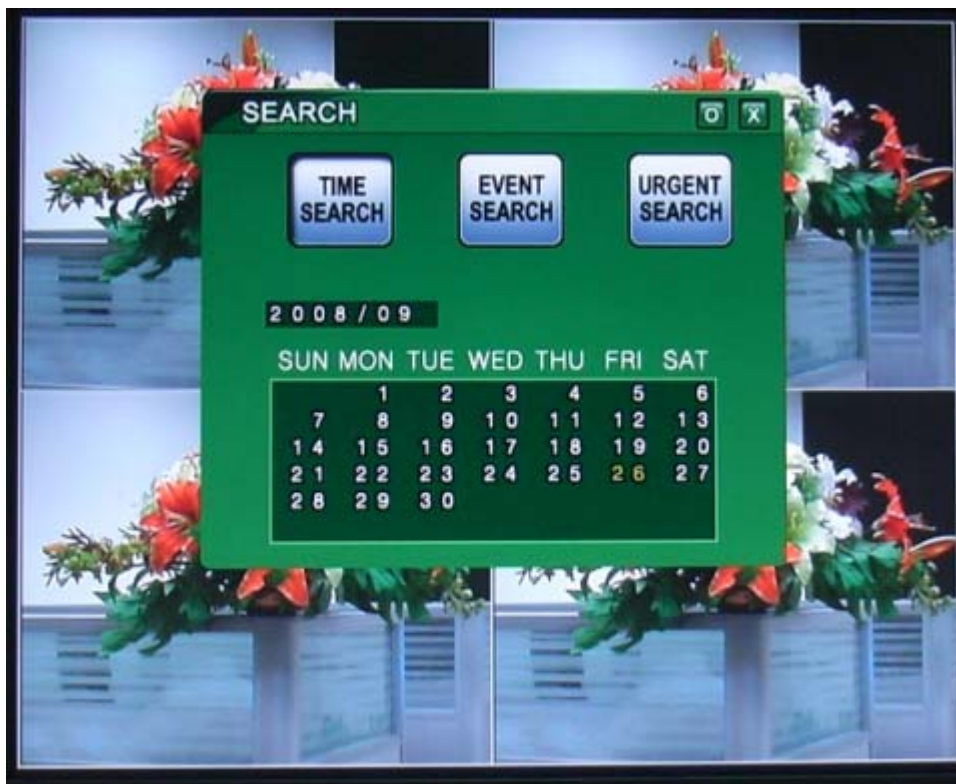 SEARCH O X
TIME SEARCH
EVENT SEARCH
URGENT SEARCH
2008/09
SUN MON TUE WED THU FRI SAT
1 2 3 4 5 6
7 8 9 10 11 12 13
14 15 16 17 18 19 20
21 22 23 24 25 26 27
28 29 30